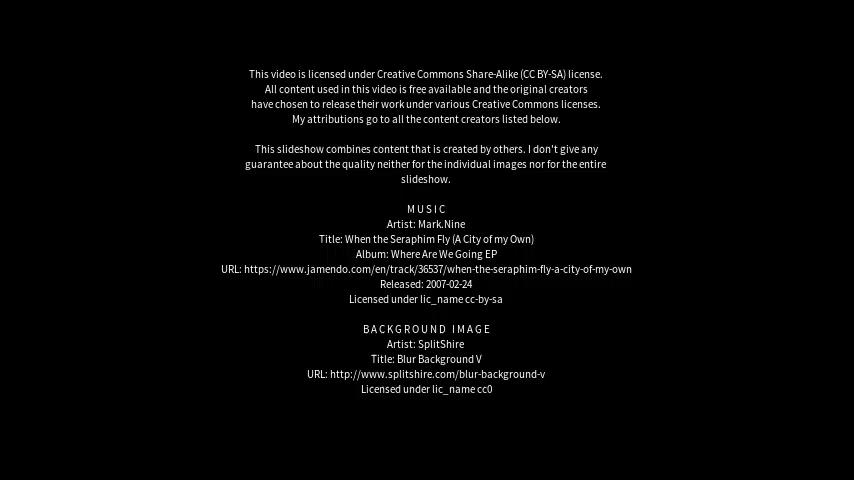 This video is licensed under Creative Commons Share-Alike (CC BY-SA) license.
All content used in this video is free available and the original creators
have chosen to release their work under various Creative Commons licenses.
My attributions go to all the content creators listed below.
This slideshow combines content that is created by others. I don't give any
guarantee about the quality neither for the individual images nor for the entire
slideshow.
MUSIC
Artist: Mark.Nine
Title: When the Seraphim Fly (A City of my Own)
Album: Where Are We Going EP
URL: https://www.jamendo.com/en/track/36537/when-the-seraphim-fly-a-city-of-my-own
Released: 2007-02-24
Licensed under lic_name cc-by-sa
BACKGROUND IMAGE
Artist: SplitShire
Title: Blur Background V
URL: http://www.splitshire.com/blur-background-v
Licensed under lic_name cc0